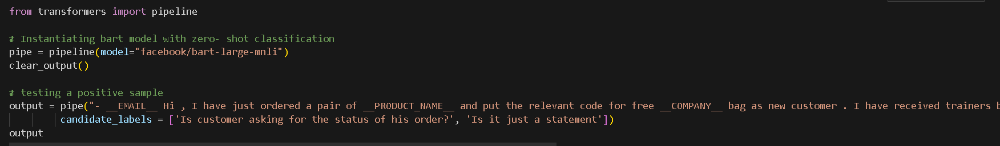 from transformers import pipeline
# Instantiating bart model with zero- shot classification
pipe = pipeline(model="facebook/bart-large-mnli")
clear_output()
# testing a positive sample
output = pipe("- __EMAIL__ Hi , I have just ordered a pair of __PRODUCT_NAME__ and put the relevant code for free __COMPANY__ bag as new customer . I have received trainers
candidate_labels = ['Is customer asking for the status of his order?', 'Is it just a statement'])
output